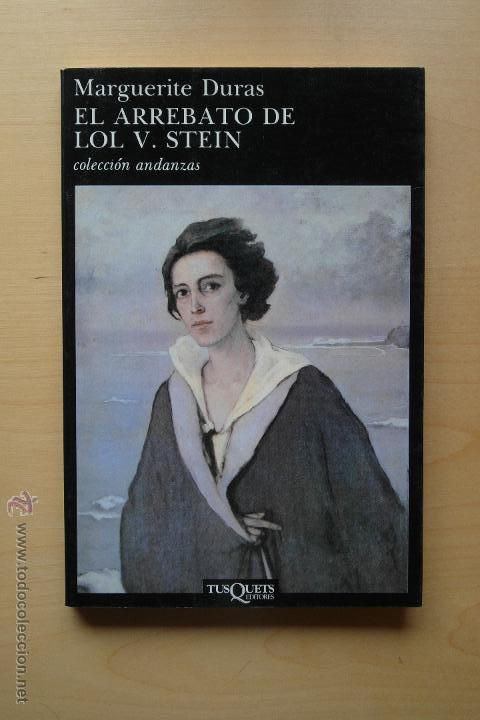 Marguerite Duras
EL ARREBATO DE
LOL V. STEIN
colección andanzas
TUSQUETS
EDITORES
www.todocoleccion.net